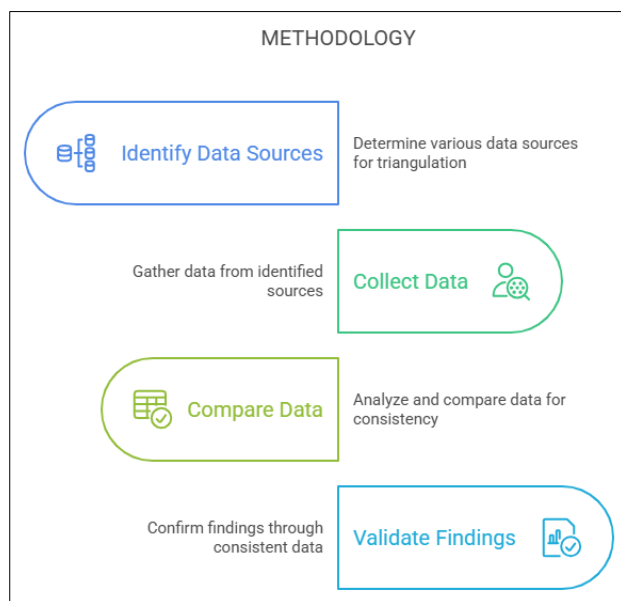 METHODOLOGY
Identify Data Sources
Determine various data sources
for triangulation
Gather data from identified
sources
Collect Data
Compare Data
Analyze and compare data for
consistency
Confirm findings through
consistent data
Validate Findings